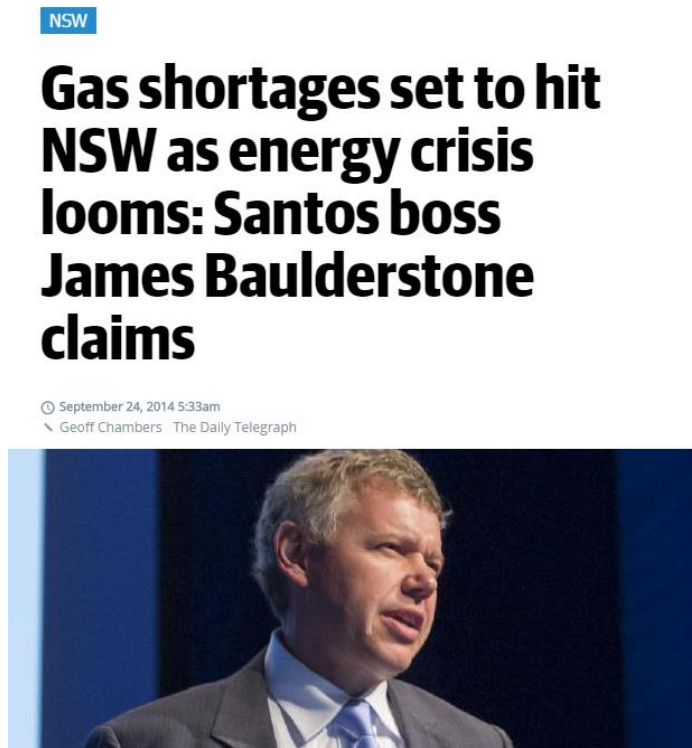 NSW
Gas shortages set to hit
NSW as energy crisis
looms: Santos boss
James Baulderstone
claims
September 24, 2014 5:33am
Geoff Chambers The Daily Telegraph